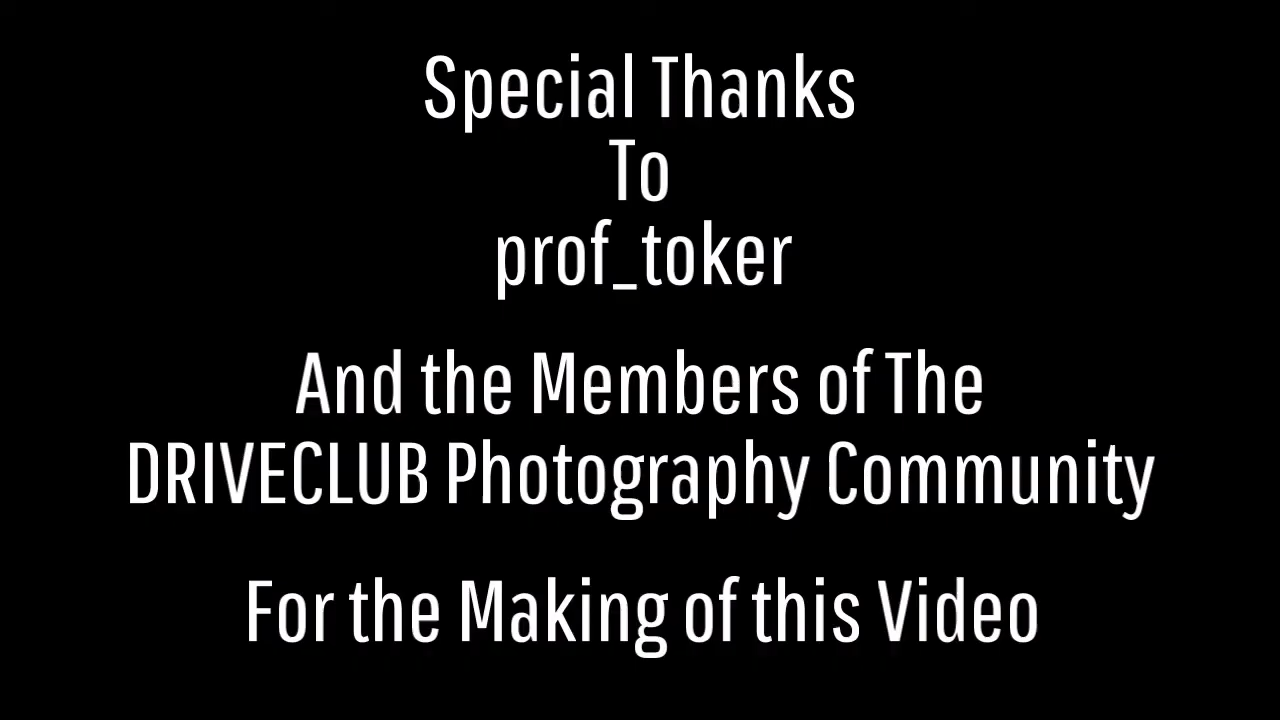 Special Thanks
To
prof_toker
And the Members of The
DRIVECLUB Photography Community
For the Making of this Video